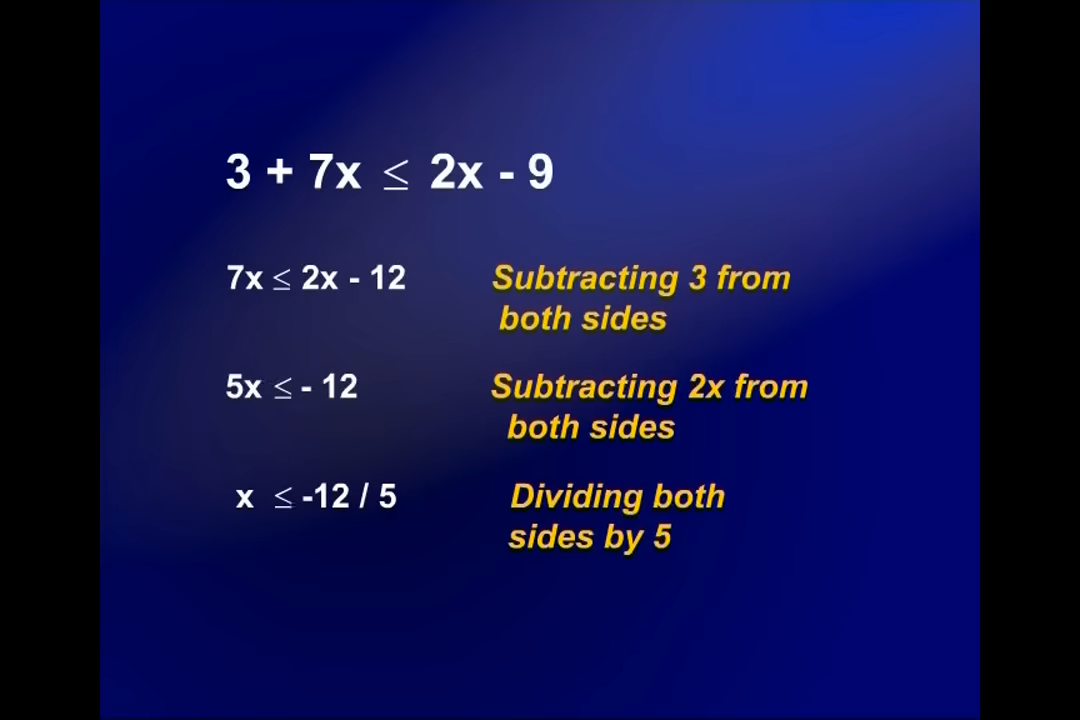 3 + 7x ≤ 2x - 9
7x ≤ 2x - 12 Subtracting 3 from
both sides
5x ≤ - 12 Subtracting 2x from
both sides
x ≤ -12 / 5 Dividing both
sides by 5